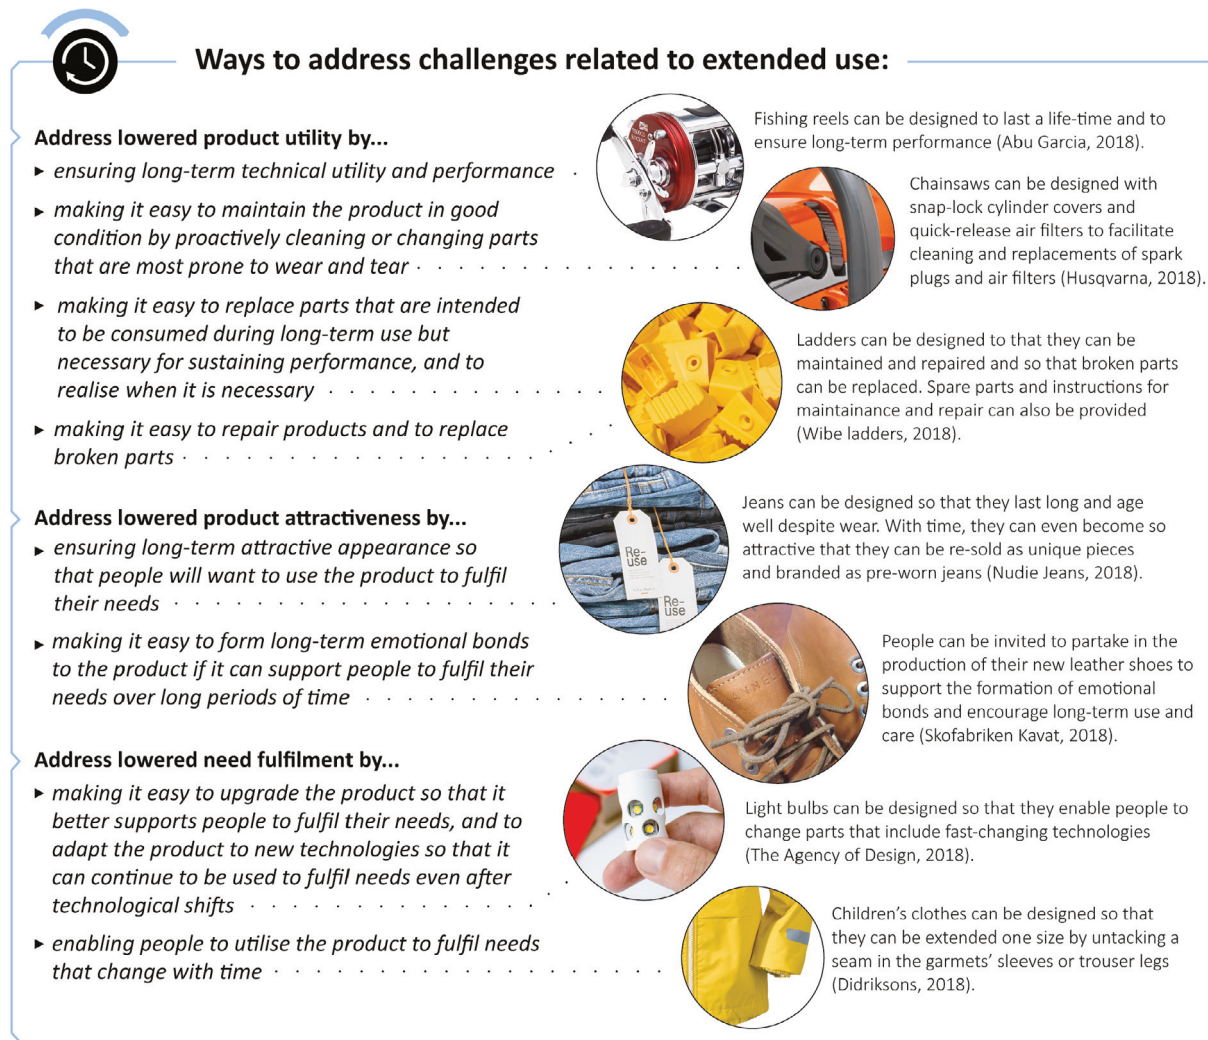 Ways to address challenges related to extended use:
Address lowered product utility by...
▸ ensuring long-term technical utility and performance
▸ making it easy to maintain the product in good
condition by proactively cleaning or changing parts
that are most prone to wear and tear
▸ making it easy to replace parts that are intended
to be consumed during long-term use but
necessary for sustaining performance, and to
realise when it is necessary
▸ making it easy to repair products and to replace
broken parts
Fishing reels can be designed to last a life-time and to
ensure long-term performance (Abu Garcia, 2018).
Chainsaws can be designed with
snap-lock cylinder covers and
quick-release air filters to facilitate
cleaning and replacements of spark
plugs and air filters (Husqvarna, 2018).
Ladders can be designed to that they can be
maintained and repaired and so that broken parts
can be replaced. Spare parts and instructions for
maintainance and repair can also be provided
(Wibe ladders, 2018).
Address lowered product attractiveness by...
▸ ensuring long-term attractive appearance so
that people will want to use the product to fulfil
their needs
▸ making it easy to form long-term emotional bonds
to the product if it can support people to fulfil their
needs over long periods of time
Re-
use
Re-
use
Jeans can be designed so that they last long and age
well despite wear. With time, they can even become so
attractive that they can be re-sold as unique pieces
and branded as pre-worn jeans (Nudie Jeans, 2018).
People can be invited to partake in the
production of their new leather shoes to
support the formation of emotional
bonds and encourage long-term use and
care (Skofabriken Kavat, 2018).
Address lowered need fulfilment by...
▸ making it easy to upgrade the product so that it
better supports people to fulfil their needs, and to
adapt the product to new technologies so that it
can continue to be used to fulfil needs even after
technological shifts
▸ enabling people to utilise the product to fulfil needs
that change with time
Light bulbs can be designed so that they enable people to
change parts that include fast-changing technologies
(The Agency of Design, 2018).
Children's clothes can be designed so that
they can be extended one size by untacking a
seam in the garmets' sleeves or trouser legs
(Didriksons, 2018).